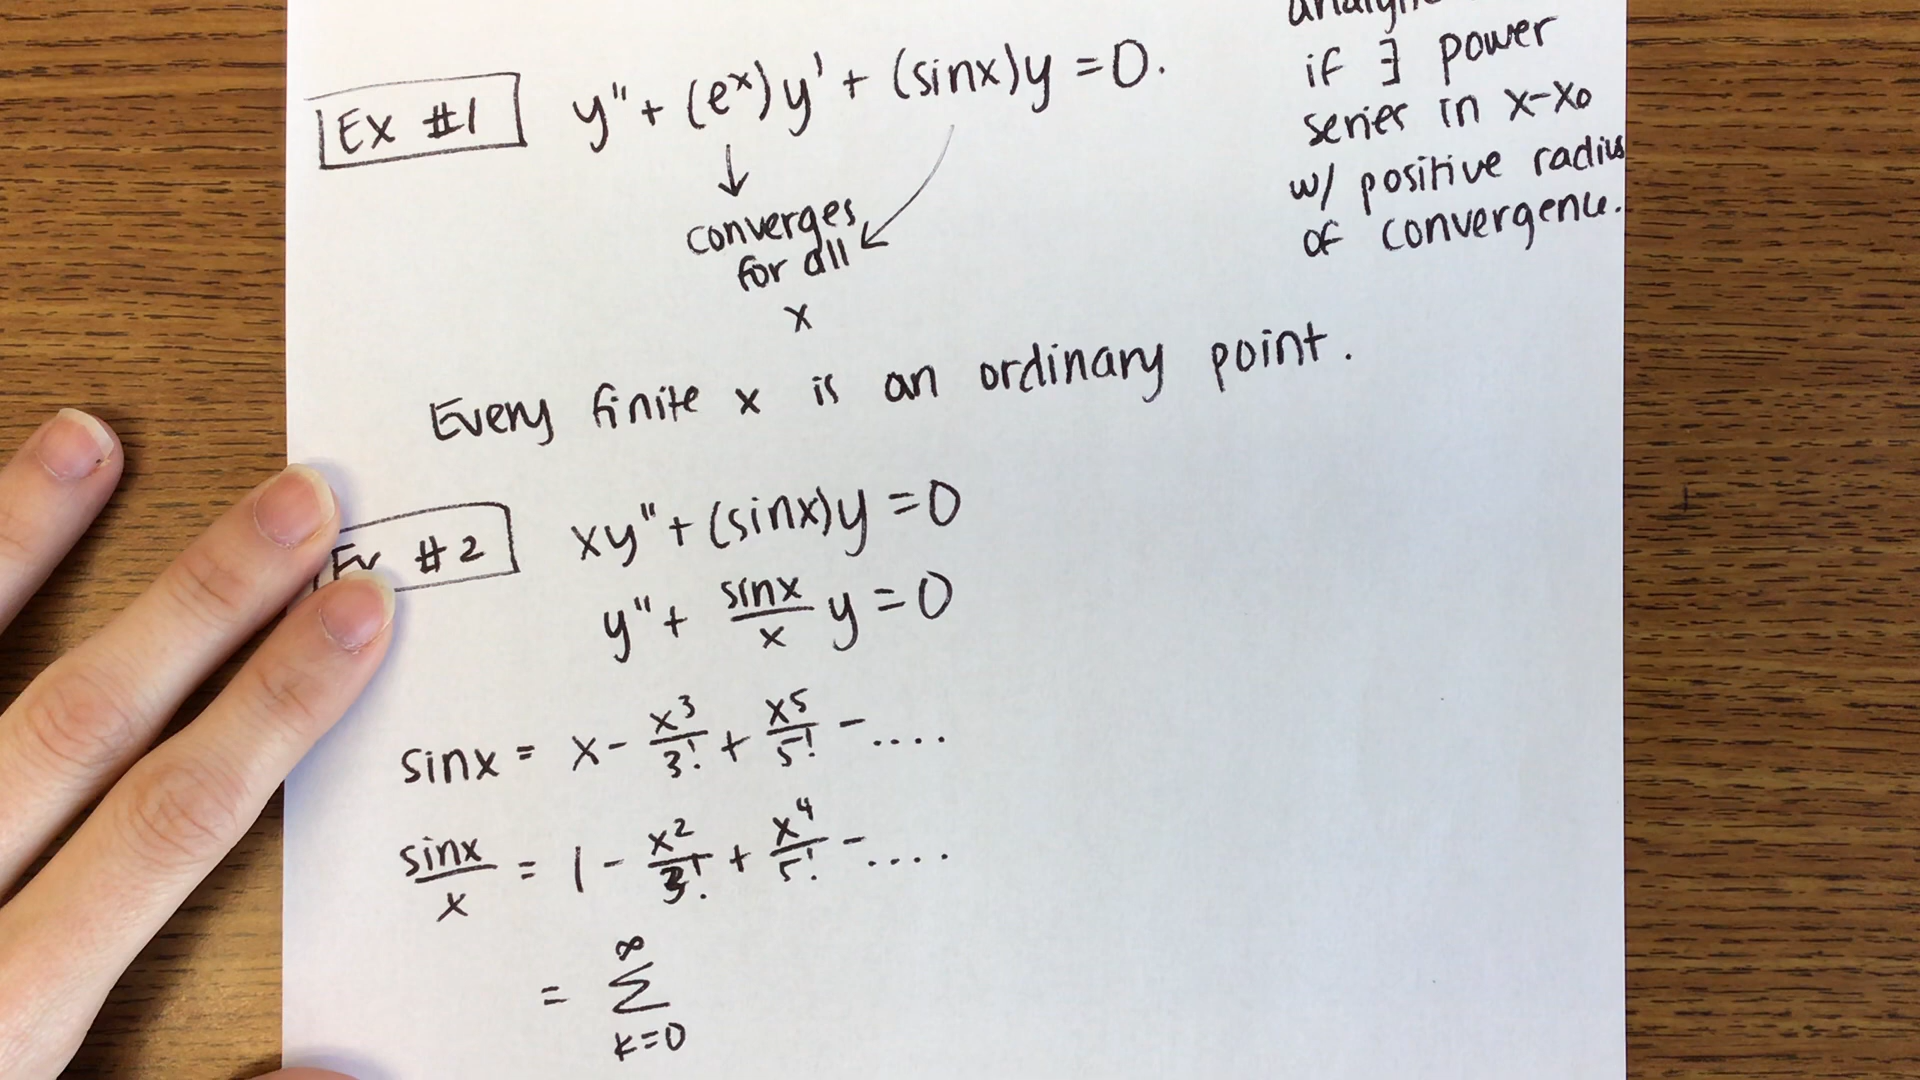 analytic
if ∃ power
series in x-x₀
w/ positive radius
of convergence.
Ex #1 y" + (eˣ)y' + (sinx)y = 0.
converges
for all
x
Every finite x is an ordinary point.
Ex #2 xy" + (sinx)y = 0
y" + sinx/x y = 0
sinx = x - x³/3! + x⁵/5! - ....
sinx/x = 1 - x²/3! + x⁴/5! - ....
= ∞ Σ k=0